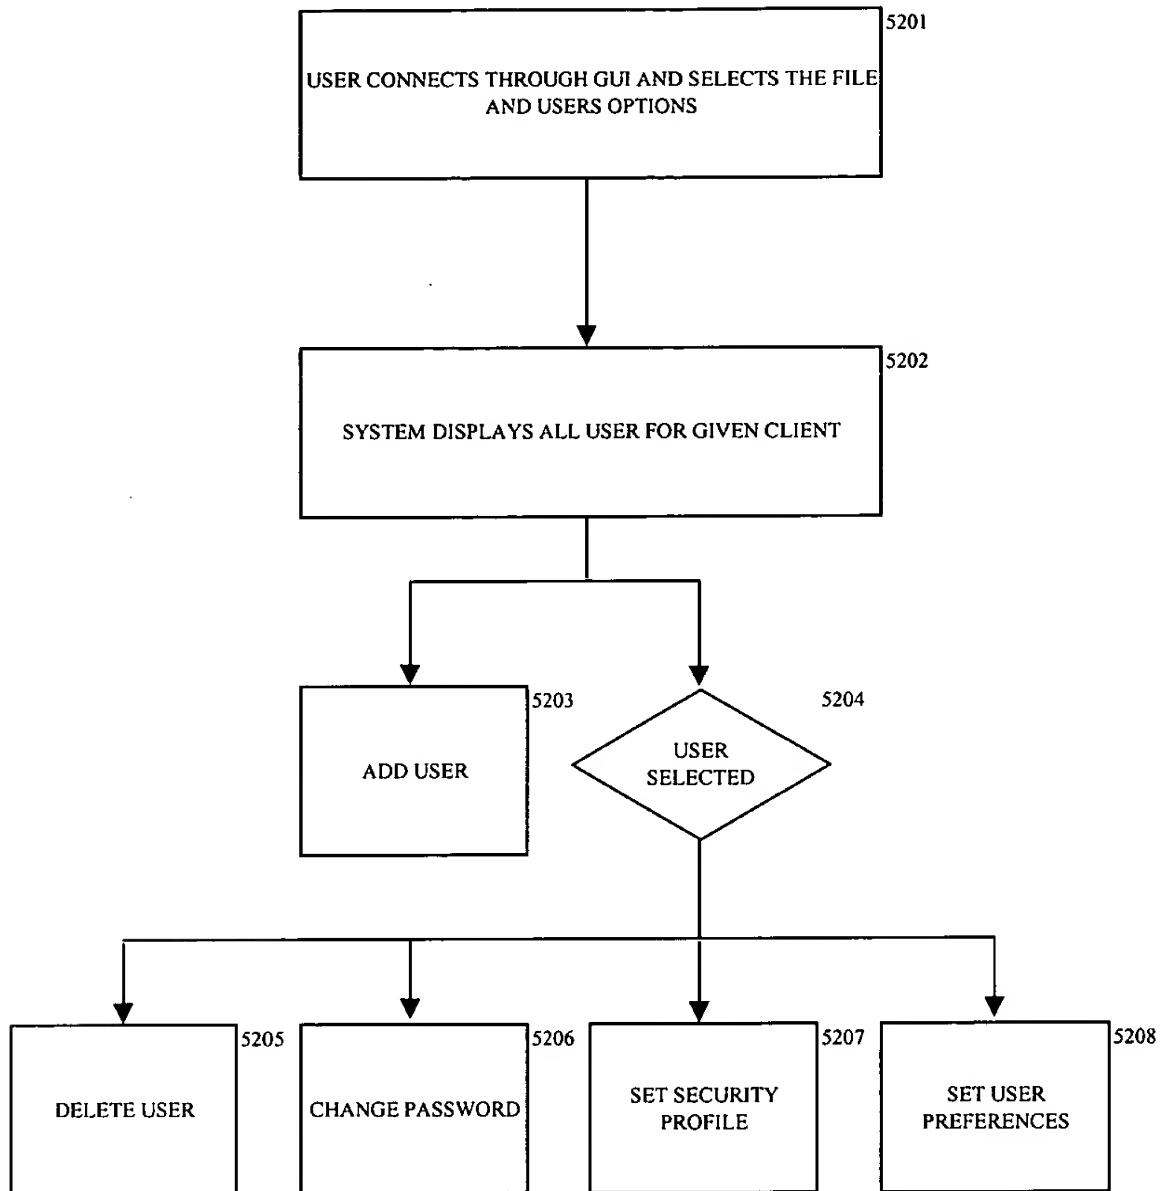 5201
USER CONNECTS THROUGH GUI AND SELECTS THE FILE
AND USERS OPTIONS
5202
SYSTEM DISPLAYS ALL USER FOR GIVEN CLIENT
5203
ADD USER
5204
USER
SELECTED
5205
DELETE USER
5206
CHANGE PASSWORD
5207
SET SECURITY
PROFILE
5208
SET USER
PREFERENCES